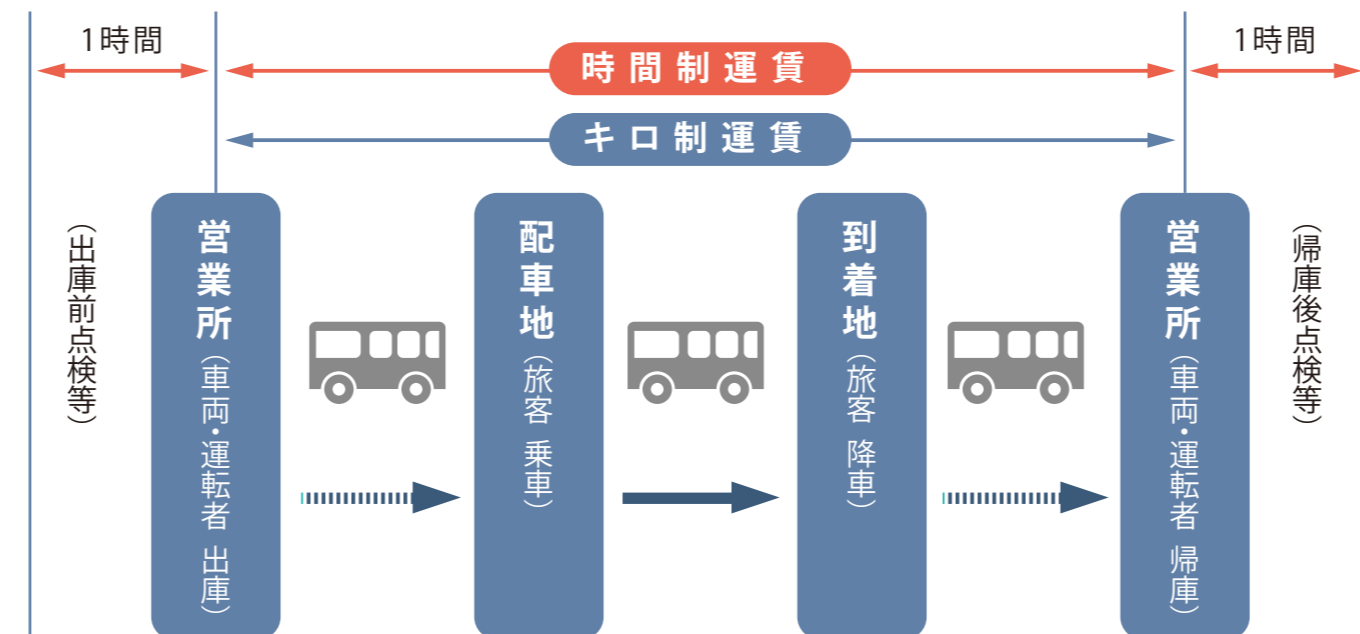 1時間
時間制運賃
1時間
キロ制運賃
（出庫前点検等）
営業所（車両・運転者 出庫）
配車地（旅客 乗車）
到着地（旅客 降車）
営業所（車両・運転者 帰庫）
（帰庫後点検等）